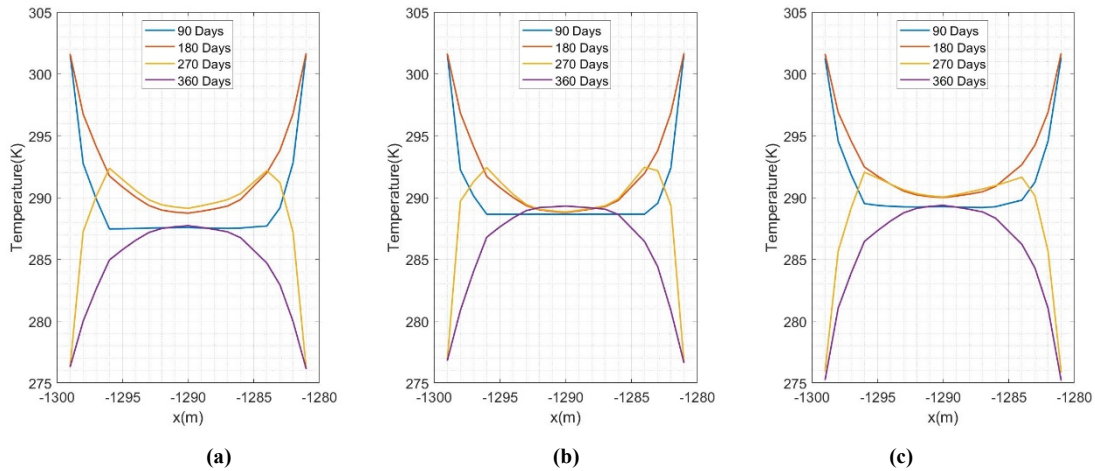 305
300
295
290
285
280
275
Temperature(K)
-1300
-1295
-1290
-1285
-1280
x(m)
90 Days
180 Days
270 Days
360 Days
(a)
305
300
295
290
285
280
275
Temperature(K)
-1300
-1295
-1290
-1285
-1280
x(m)
90 Days
180 Days
270 Days
360 Days
(b)
305
300
295
290
285
280
275
Temperature(K)
-1300
-1295
-1290
-1285
-1280
x(m)
90 Days
180 Days
270 Days
360 Days
(c)